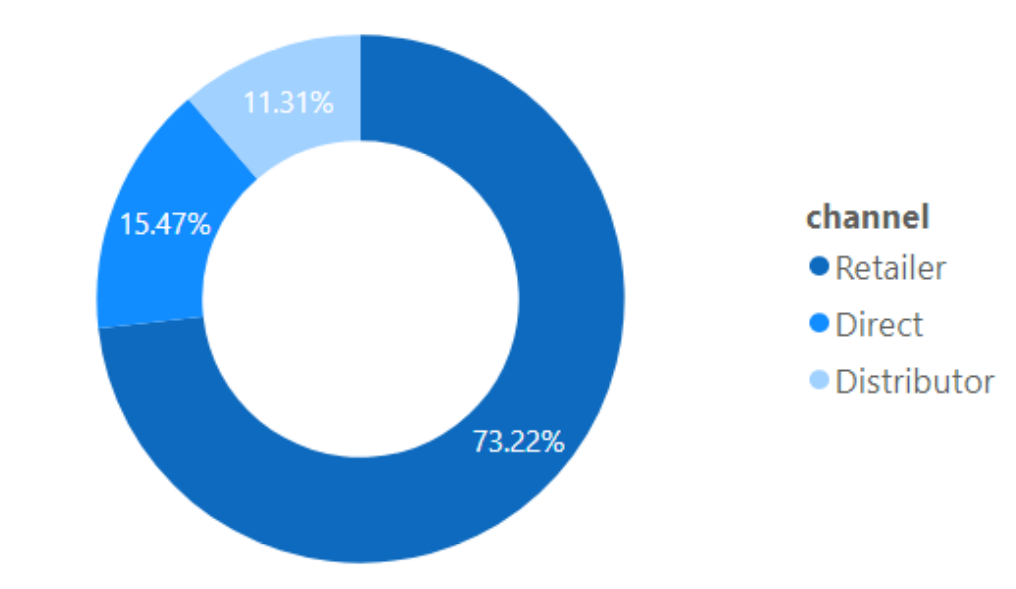 11.31%
15.47%
73.22%
channel
Retailer
Direct
Distributor